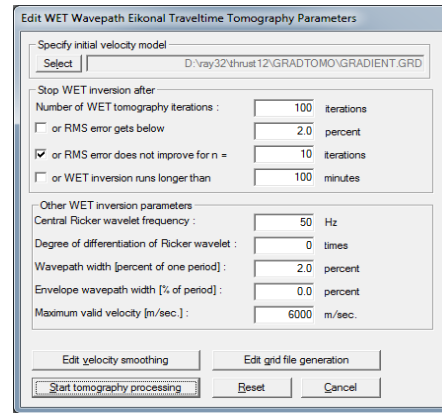 Edit WET Wavepath Eikonal Traveltime Tomography Parameters
Specify initial velocity model
Select D:\ray32\thrust12\GRADTOMO\GRADIENT.GRD
Stop WET inversion after
Number of WET tomography iterations : 100 iterations
or RMS error gets below 2.0 percent
or RMS error does not improve for n = 10 iterations
or WET inversion runs longer than 100 minutes
Other WET inversion parameters
Central Ricker wavelet frequency : 50 Hz
Degree of differentiation of Ricker wavelet : 0 times
Wavepath width [percent of one period] : 2.0 percent
Envelope wavepath width [% of period] : 0.0 percent
Maximum valid velocity [m/sec.] : 6000 m/sec.
Edit velocity smoothing Edit grid file generation
Start tomography processing Reset Cancel